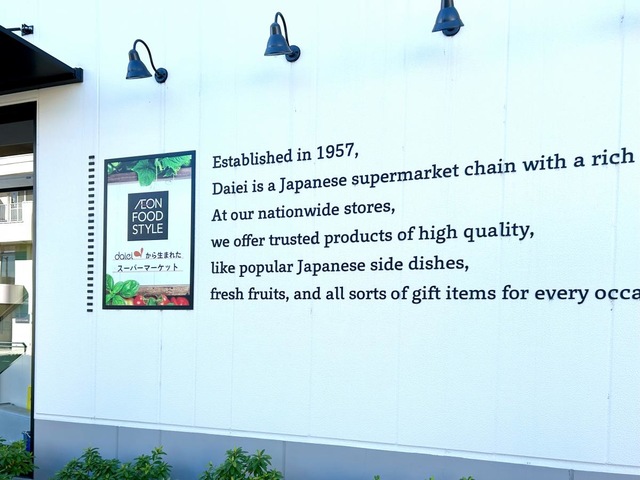 ÆON
FOOD
STYLE
daiei から生まれた
スーパーマーケット
Established in 1957,
Daiei is a Japanese supermarket chain with a rich
At our nationwide stores,
we offer trusted products of high quality,
like popular Japanese side dishes,
fresh fruits, and all sorts of gift items for every occa